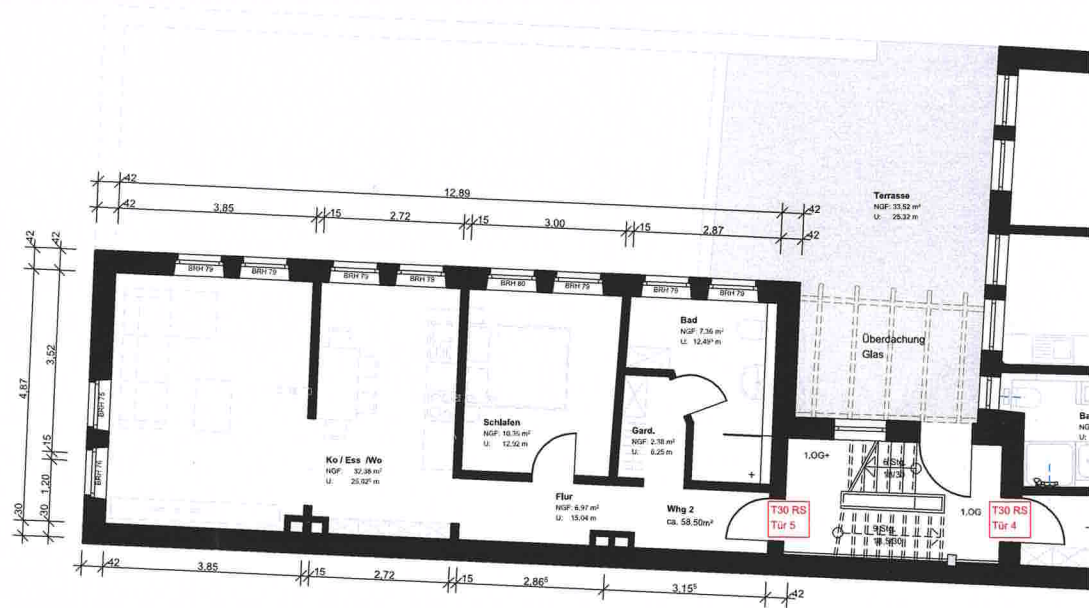 42
12,89
42
3,85
15
2,72
15
3,00
15
2,87
42
42
Terrasse
NGF: 33,52 m²
U: 25,32 m
42
42
BRH 79
BRH 79
BRH 79
BRH 79
BRH 80
BRH 79
BRH 79
BRH 79
4,87
3,52
15
1,20
30
30
BRH 75
BRH 76
Bad
NGF: 7,36 m²
U: 12,49⁵ m
Überdachung
Glas
Schlafen
NGF: 10,35 m²
U: 12,92 m
Gard.
NGF: 2,38 m²
U: 6,25 m
Ko / Ess /Wo
NGF: 32,38 m²
U: 25,02⁵ m
Flur
NGF: 6,97 m²
U: 15,04 m
Whg 2
ca. 58,50m²
1.OG+
1.OG
T30 RS
Tür 5
T30 RS
Tür 4
42
3,85
15
2,72
15
2,86⁵
3,15⁵
42